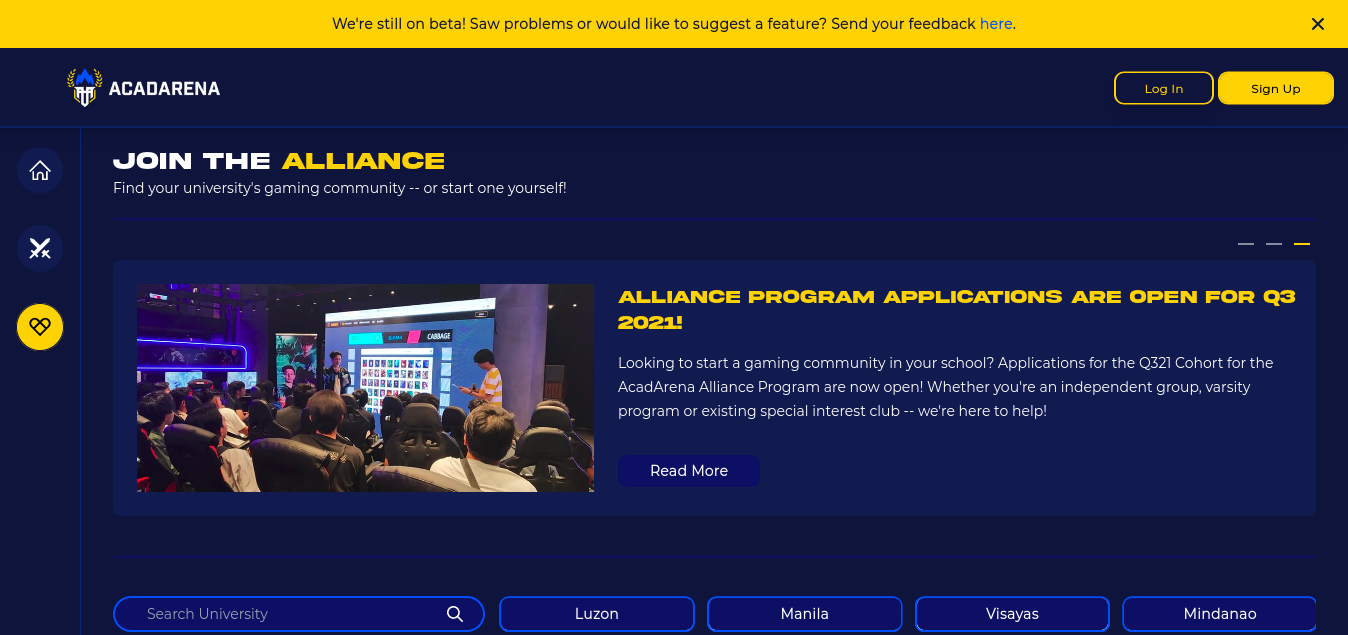 We're still on beta! Saw problems or would like to suggest a feature? Send your feedback here.
ACADARENA
Log In
Sign Up
JOIN THE ALLIANCE
Find your university's gaming community -- or start one yourself!
ALLIANCE PROGRAM APPLICATIONS ARE OPEN FOR Q3
2021!
CABBAGE
Looking to start a gaming community in your school? Applications for the Q321 Cohort for the
AcadArena Alliance Program are now open! Whether you're an independent group, varsity
program or existing special interest club -- we're here to help!
Read More
Search University
Luzon
Manila
Visayas
Mindanao